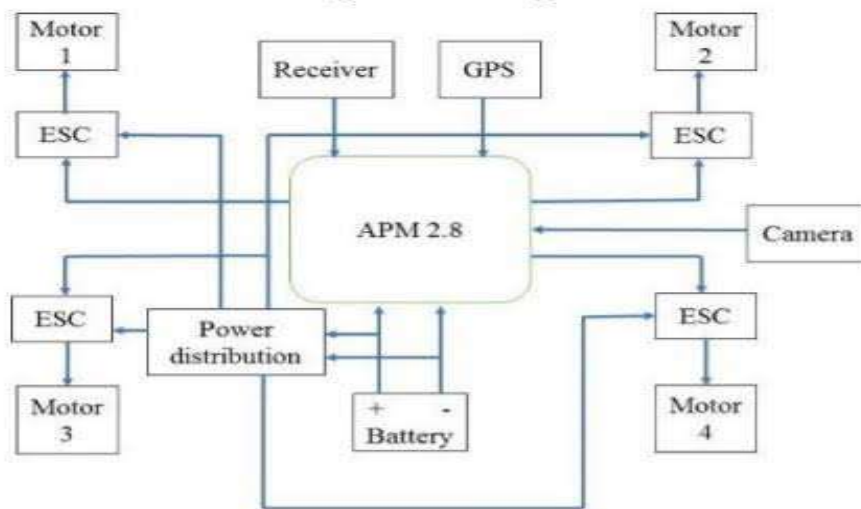 Motor
1
Receiver
GPS
Motor
2
ESC
ESC
APM 2.8
Camera
ESC
Power
distribution
ESC
Motor
3
+ -
Battery
Motor
4